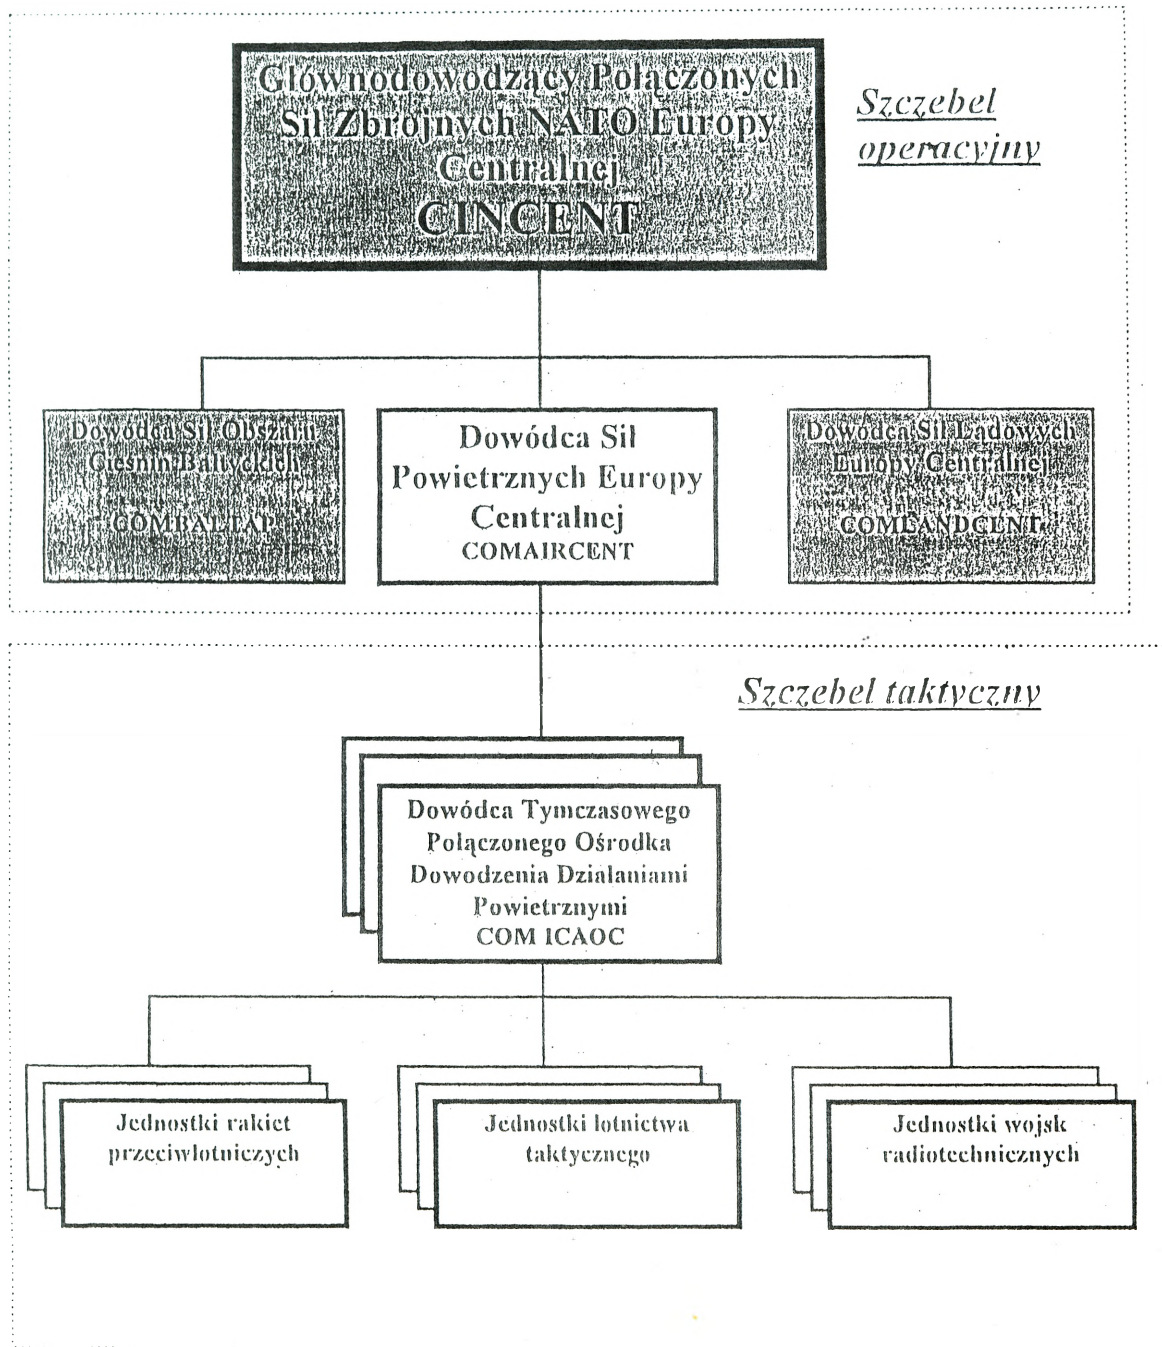 Głównodowodzący Połączonych
Sił Zbrojnych NATO Europy
Centralnej
CINCENT
Szczebel
operacyjny
Dowódca Sił Obszaru
Cieśnin Bałtyckich
COMBALTAP
Dowódca Sił
Powietrznych Europy
Centralnej
COMAIRCENT
Dowódca Sił Lądowych
Europy Centralnej
COMLANDCENT
Szczebel taktyczny
Dowódca Tymczasowego
Połączonego Ośrodka
Dowodzenia Działaniami
Powietrznymi
COM ICAOC
Jednostki rakiet
przeciwlotniczych
Jednostki lotnictwa
taktycznego
Jednostki wojsk
radiotechnicznych